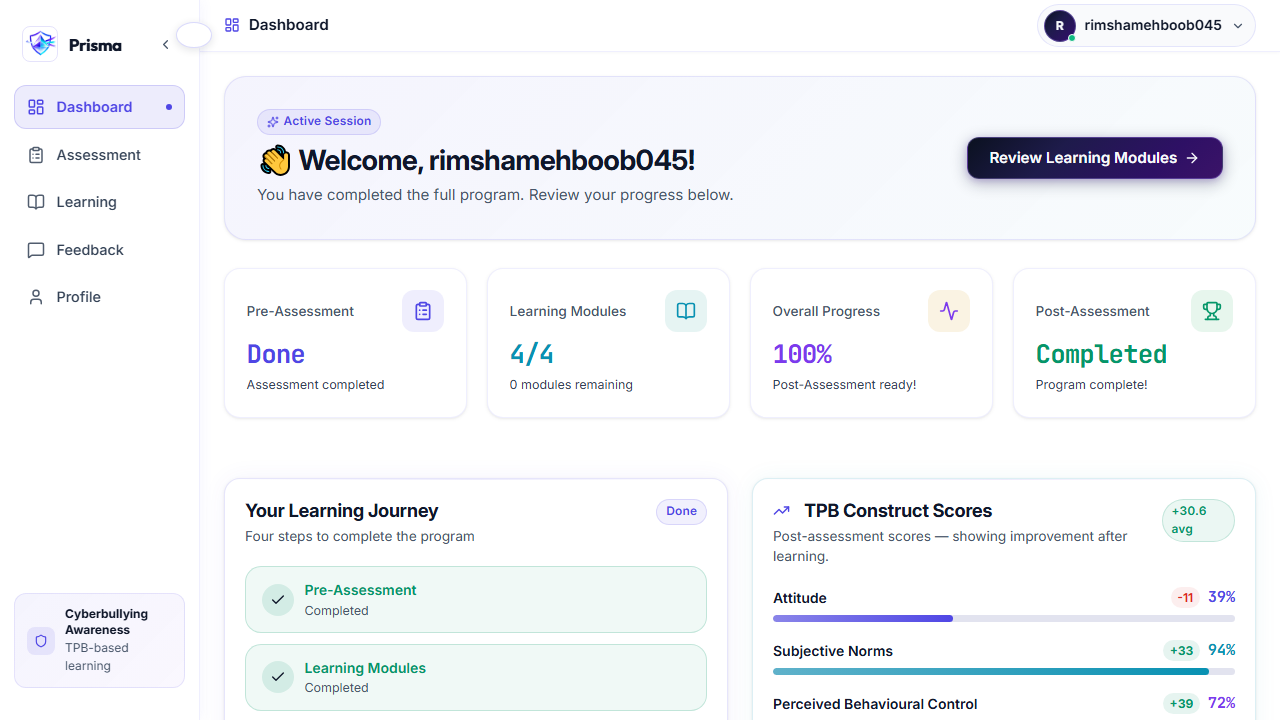 Prisma
Dashboard
Assessment
Learning
Feedback
Profile
Cyberbullying
Awareness
TPB-based
learning
Dashboard
R
rimshamehboob045
Active Session
👋 Welcome, rimshamehboob045!
You have completed the full program. Review your progress below.
Review Learning Modules →
Pre-Assessment
Done
Assessment completed
Learning Modules
4/4
0 modules remaining
Overall Progress
100%
Post-Assessment ready!
Post-Assessment
Completed
Program complete!
Your Learning Journey
Done
Four steps to complete the program
Pre-Assessment
Completed
Learning Modules
Completed
TPB Construct Scores
+30.6
avg
Post-assessment scores — showing improvement after
learning.
Attitude
-11 39%
Subjective Norms
+33 94%
Perceived Behavioural Control
+39 72%